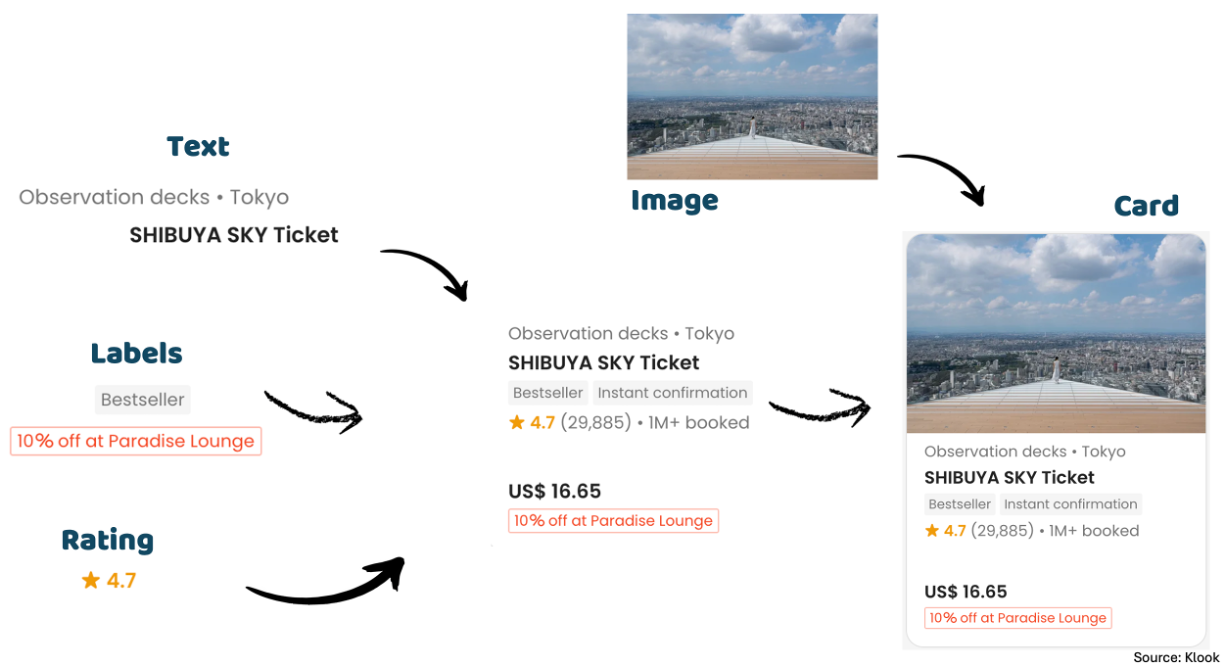 Text
Observation decks • Tokyo
SHIBUYA SKY Ticket
Labels
Bestseller
10% off at Paradise Lounge
Rating
★ 4.7
Observation decks • Tokyo
SHIBUYA SKY Ticket
Bestseller Instant confirmation
★ 4.7 (29,885) • 1M+ booked
US$ 16.65
10% off at Paradise Lounge
Image
Card
Observation decks • Tokyo
SHIBUYA SKY Ticket
Bestseller Instant confirmation
★ 4.7 (29,885) • 1M+ booked
US$ 16.65
10% off at Paradise Lounge
Source: Klook